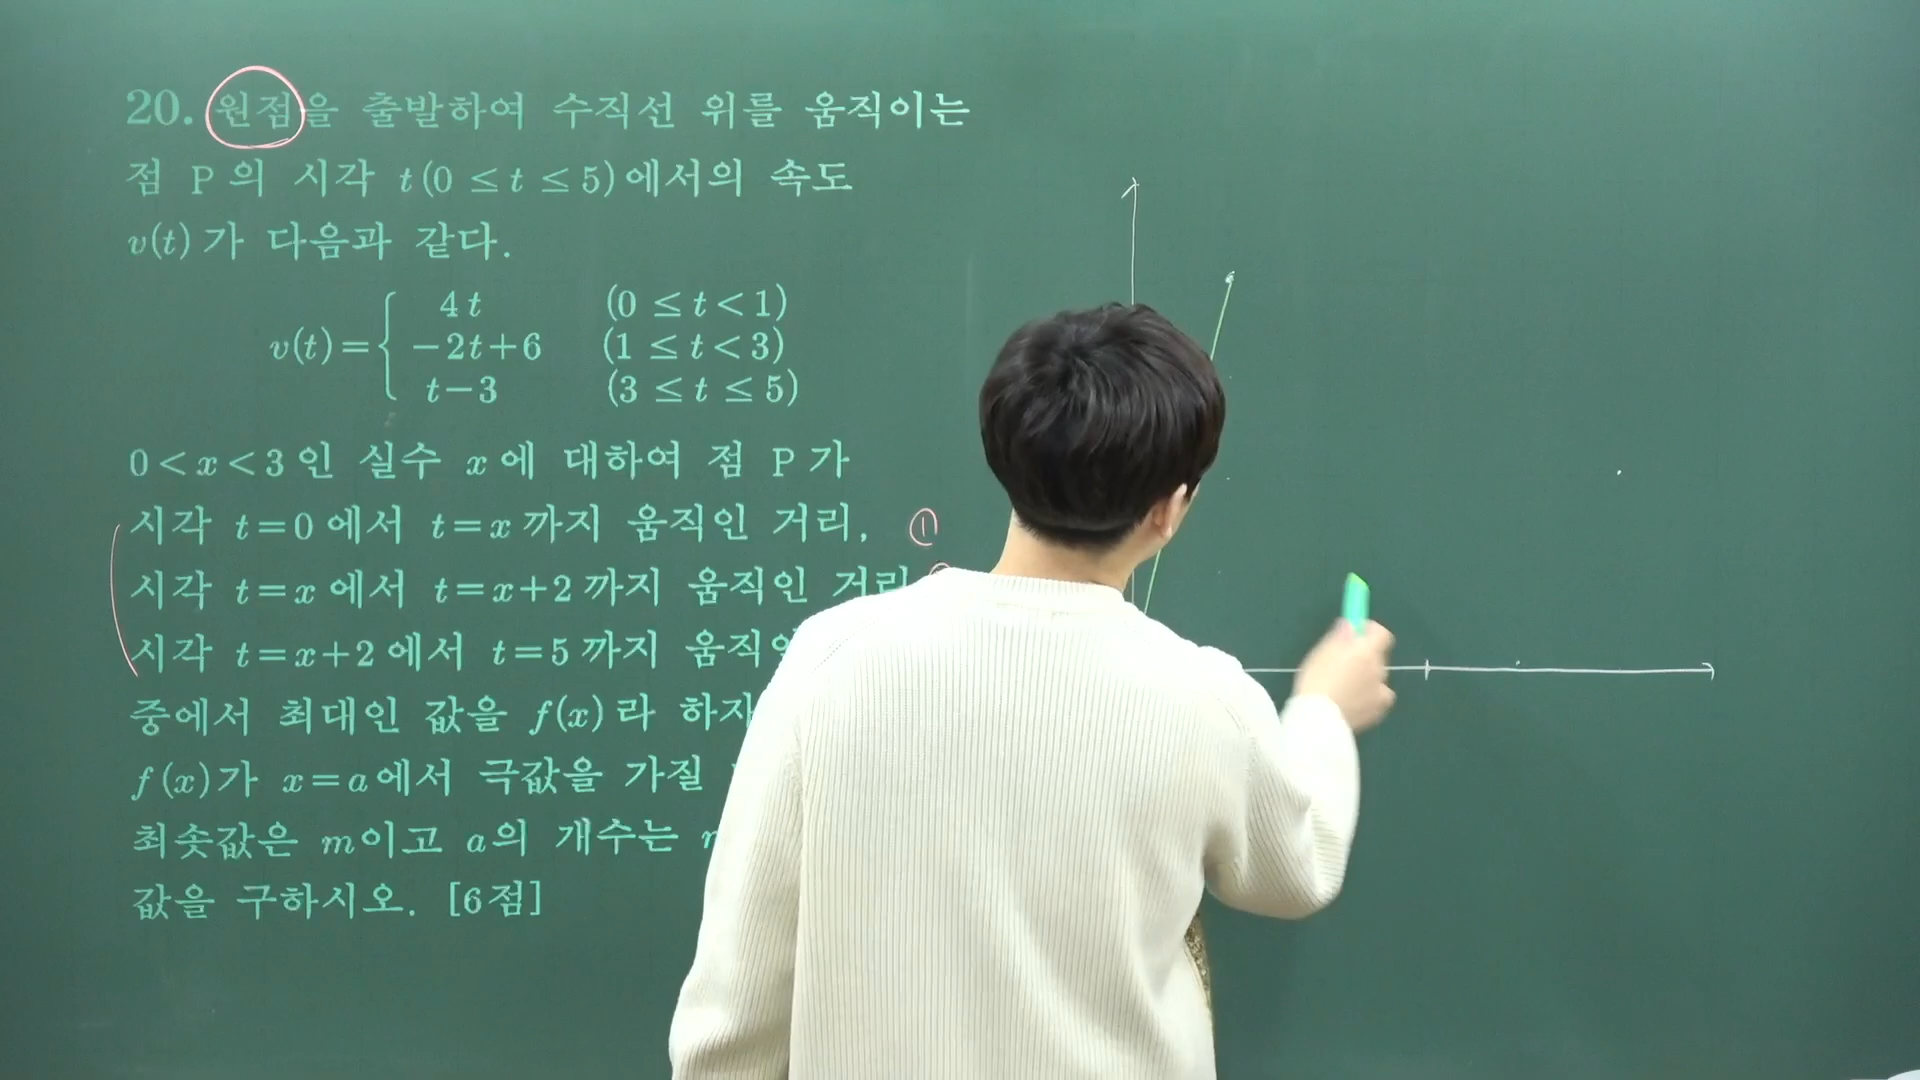 20. 원점을 출발하여 수직선 위를 움직이는
점 P의 시각 t(0 ≤ t ≤ 5)에서의 속도
v(t)가 다음과 같다.
4t (0 ≤ t < 1)
v(t) = { -2t+6 (1 ≤ t < 3)
t-3 (3 ≤ t ≤ 5)
0 < x < 3인 실수 x에 대하여 점 P가
시각 t=0에서 t=x까지 움직인 거리, ①
시각 t=x에서 t=x+2까지 움직인 거리
시각 t=x+2에서 t=5까지
중에서 최대인 값을 f(x)라 하자
f(x)가 x=a에서 극값을 가질
최솟값은 m이고 a의 개수는
값을 구하시오. [6점]